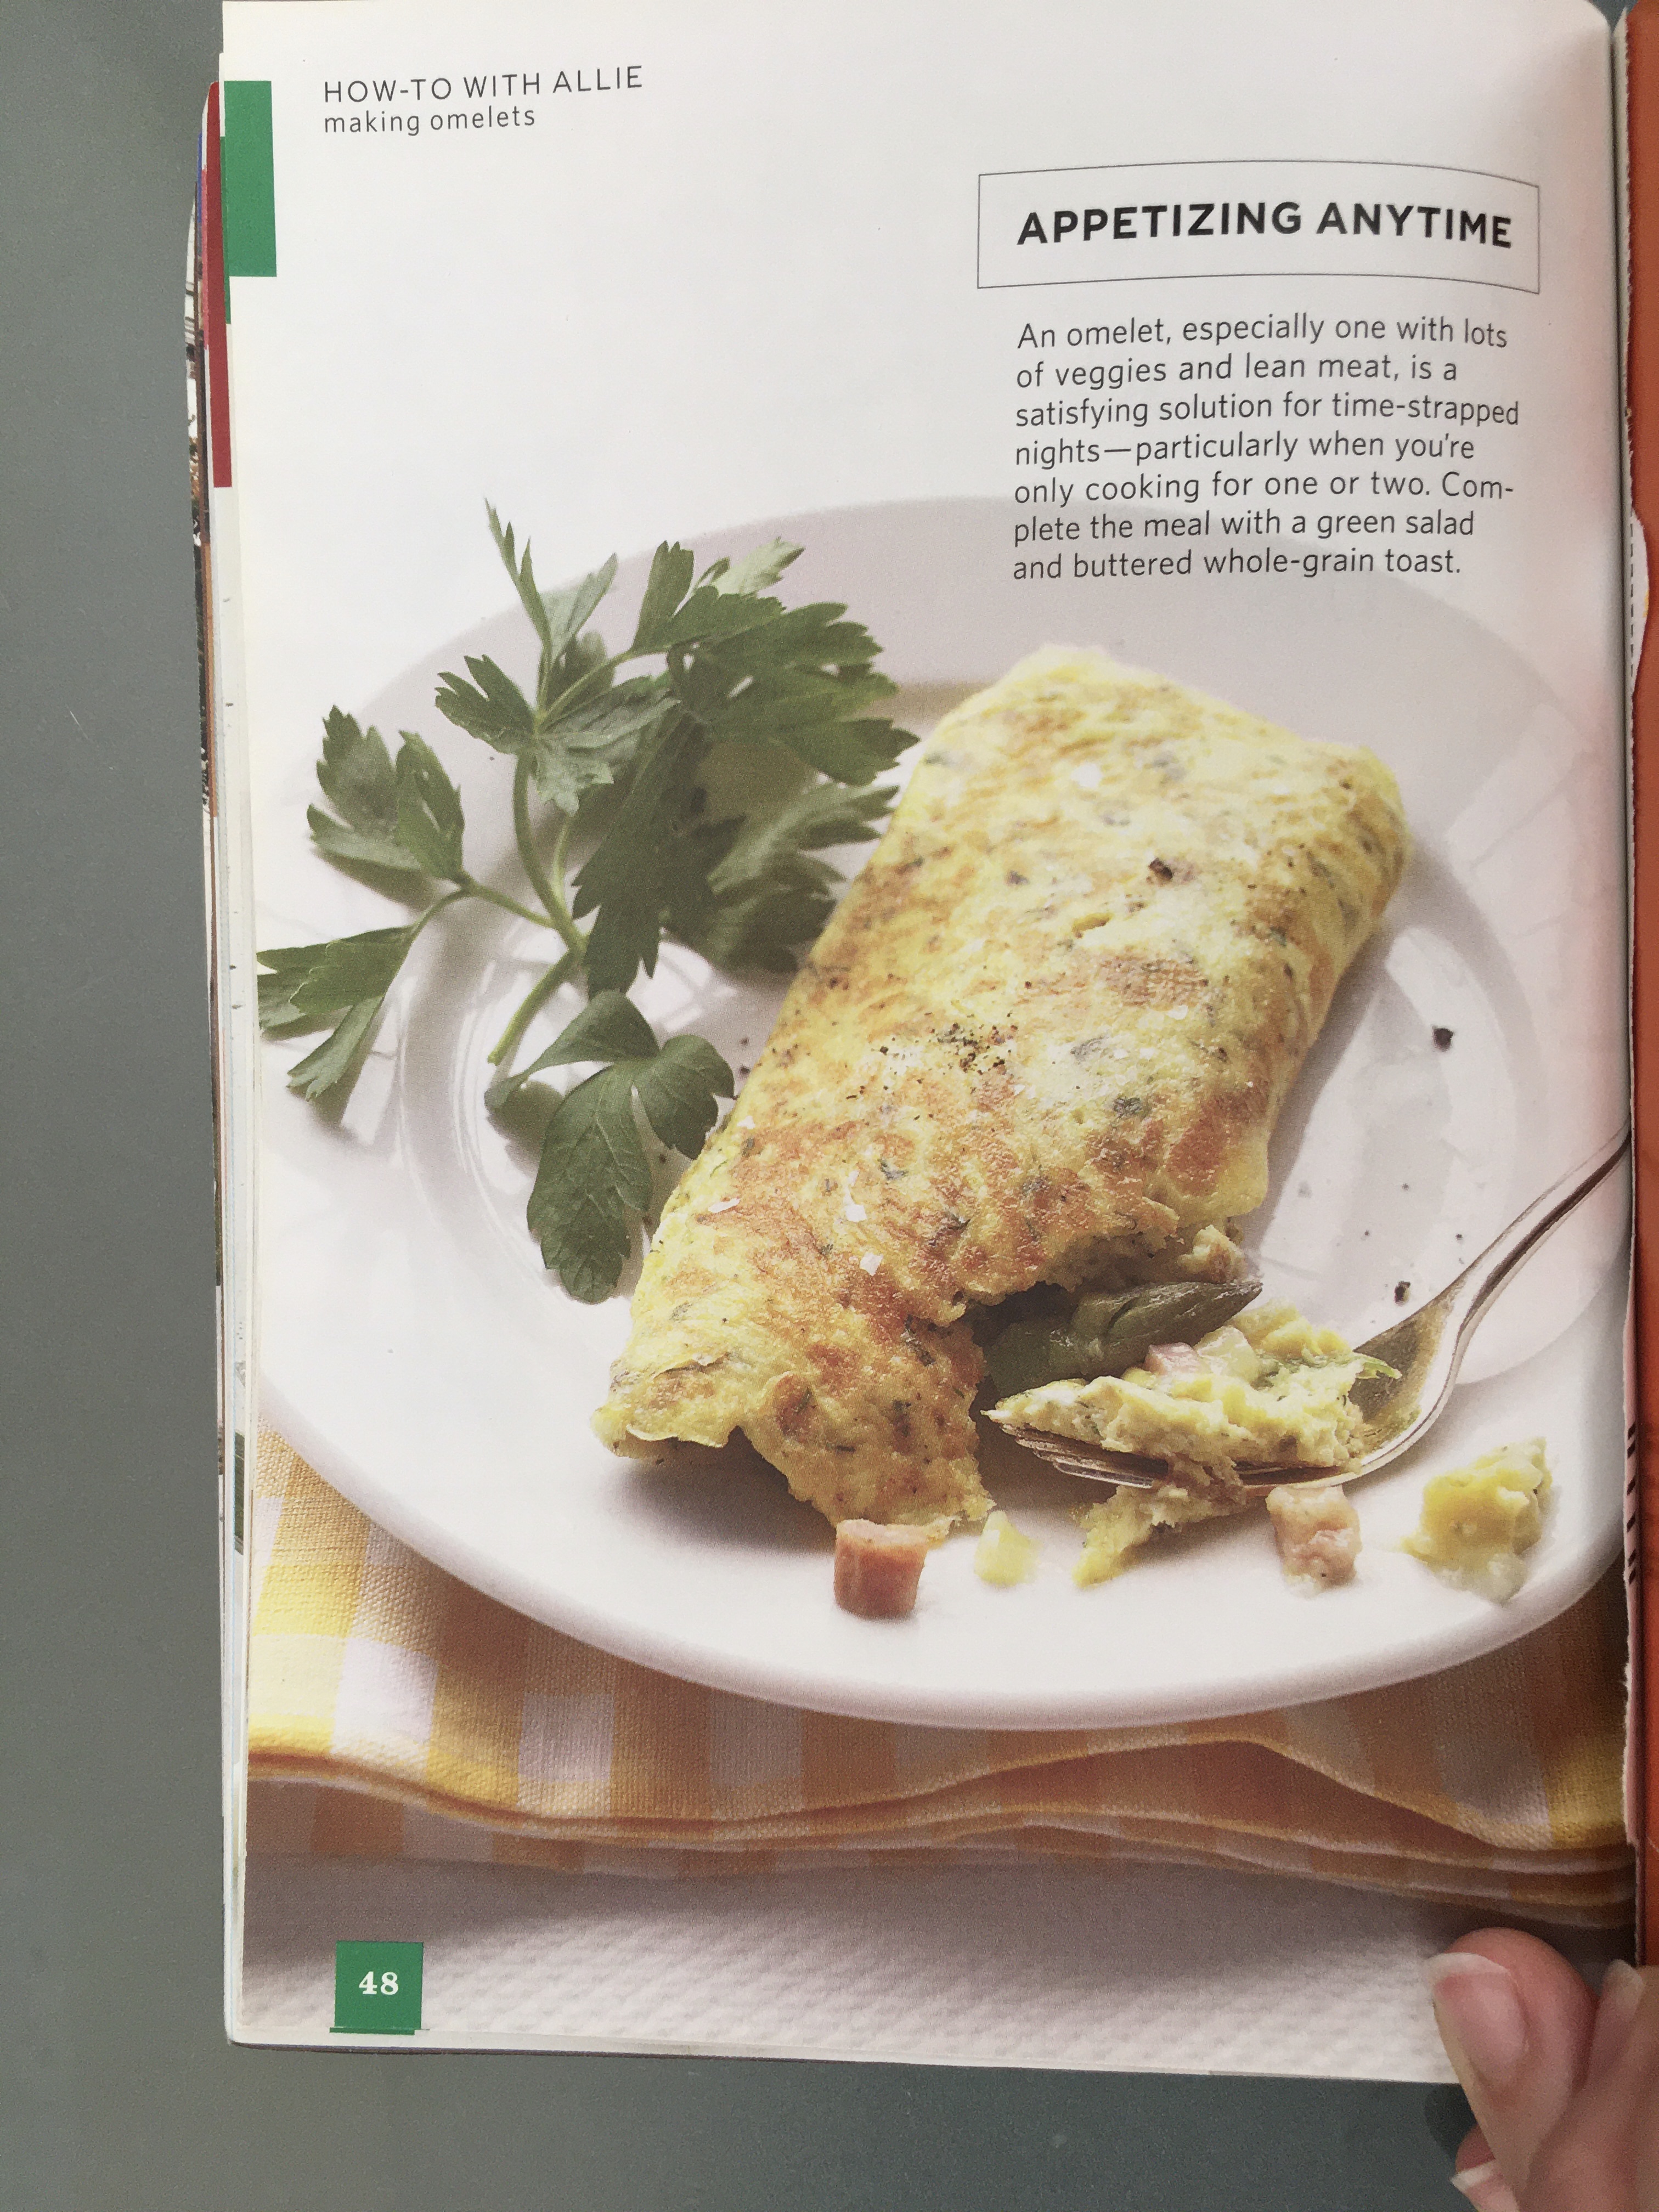 HOW-TO WITH ALLIE
making omelets
APPETIZING ANYTIME
An omelet, especially one with lots
of veggies and lean meat, is a
satisfying solution for time-strapped
nights—particularly when you're
only cooking for one or two. Com-
plete the meal with a green salad
and buttered whole-grain toast.
48